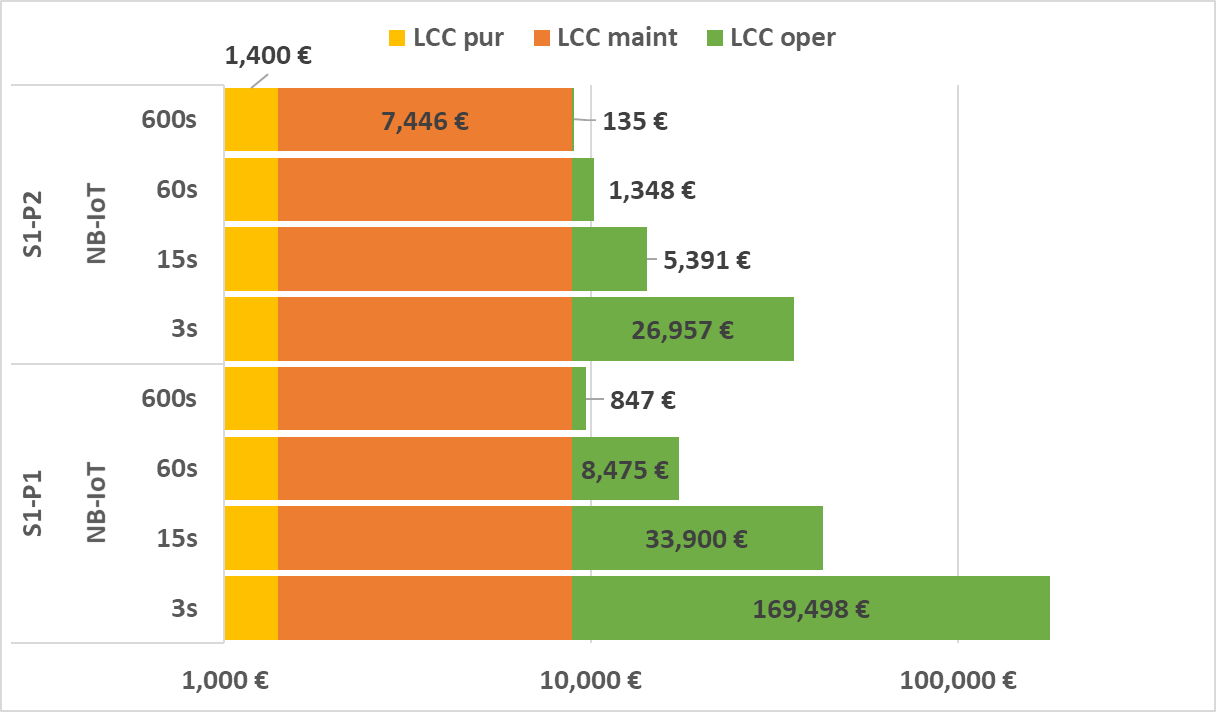 LCC pur LCC maint LCC oper
1,400 €
600s 7,446 € 135 €
60s 1,348 €
15s 5,391 €
3s 26,957 €
S1-P2
NB-IoT
600s 847 €
60s 8,475 €
15s 33,900 €
3s 169,498 €
S1-P1
NB-IoT
1,000 € 10,000 € 100,000 €